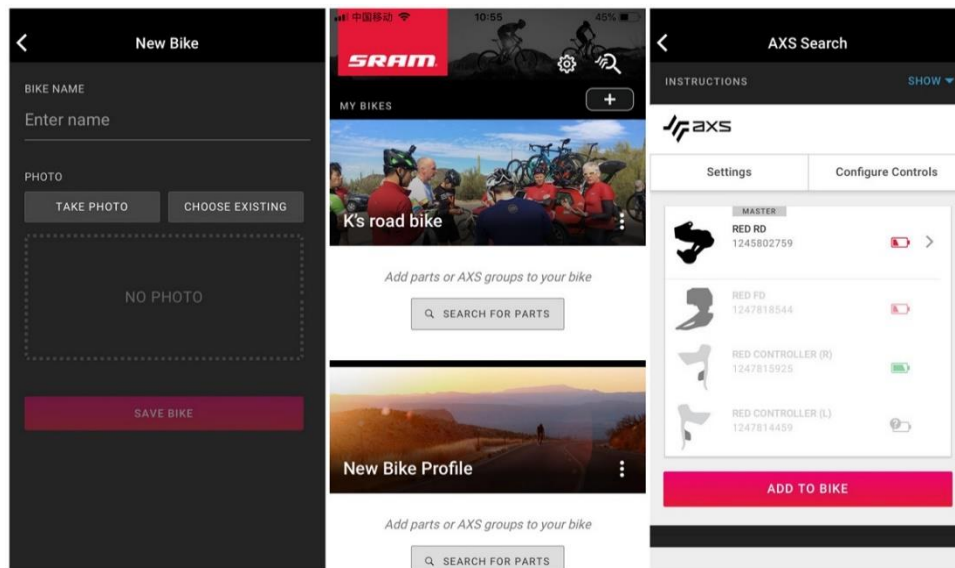 New Bike
BIKE NAME
Enter name
PHOTO
TAKE PHOTO
CHOOSE EXISTING
NO PHOTO
SAVE BIKE
中国移动
10:55
45%
SRAM
MY BIKES
+
K's road bike
Add parts or AXS groups to your bike
SEARCH FOR PARTS
New Bike Profile
Add parts or AXS groups to your bike
SEARCH FOR PARTS
AXS Search
INSTRUCTIONS
SHOW
axs
Settings
Configure Controls
MASTER
RED RD
1245802759
RED FD
1247818544
RED CONTROLLER (R)
1247815925
RED CONTROLLER (L)
1247814459
?
ADD TO BIKE